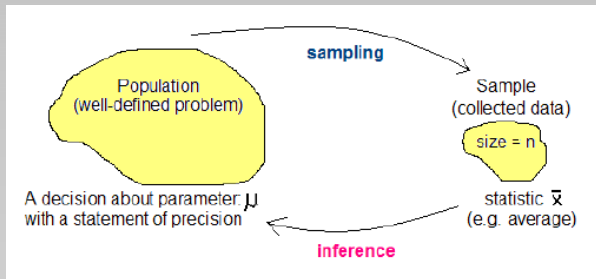 sampling
Population
(well-defined problem)
Sample
(collected data)
size = n
A decision about parameter: μ
with a statement of precision
statistic x̄
(e.g. average)
inference